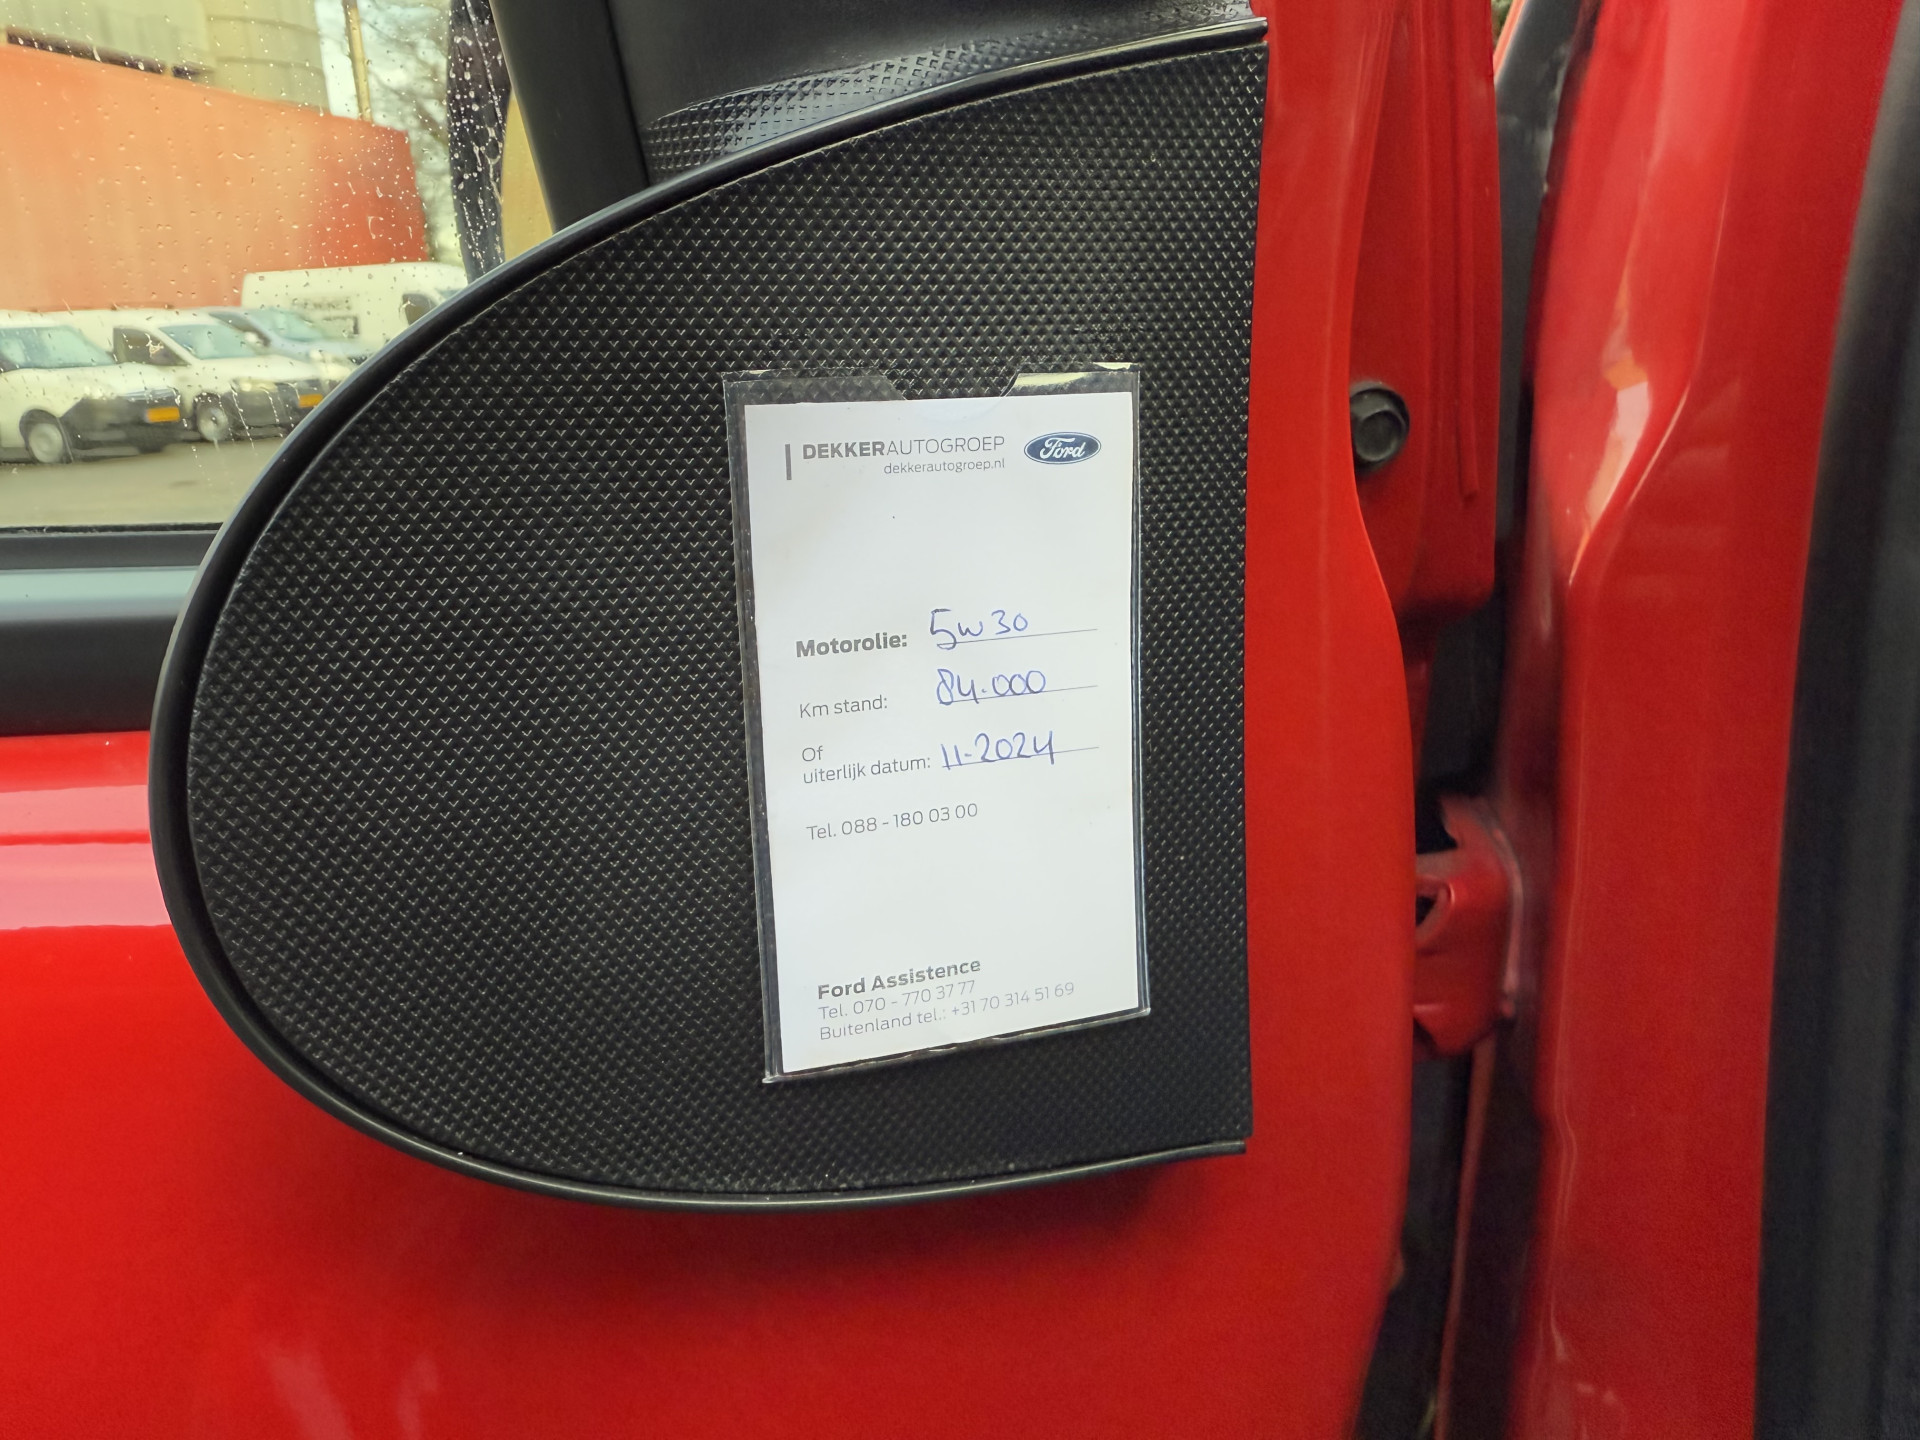 DEKKERAUTOGROEP
dekkerautogroep.nl
Ford
Motorolie: 5w30
Km stand: 84.000
Of
uiterlijk datum: 11-2024
Tel. 088 - 180 03 00
Ford Assistence
Tel. 070 - 770 37 77
Buitenland tel.: +31 70 314 51 69